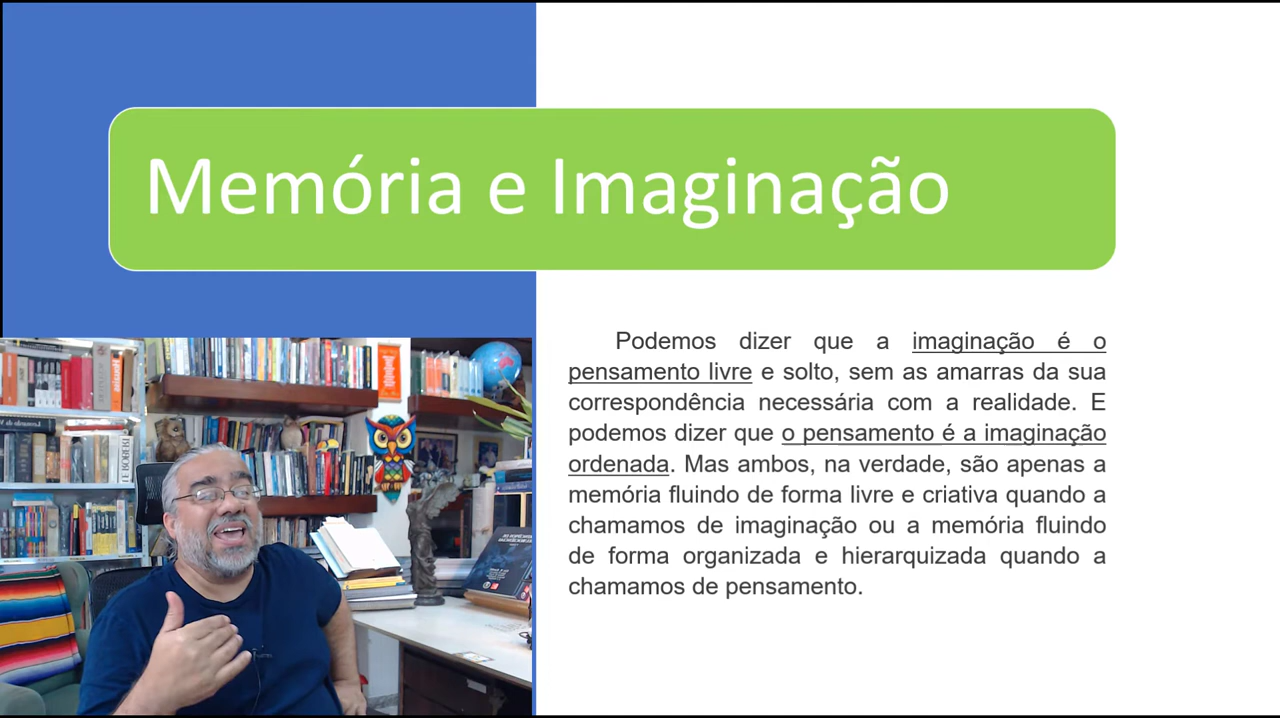 Memória e Imaginação
Podemos dizer que a imaginação é o
pensamento livre e solto, sem as amarras da sua
correspondência necessária com a realidade. E
podemos dizer que o pensamento é a imaginação
ordenada. Mas ambos, na verdade, são apenas a
memória fluindo de forma livre e criativa quando a
chamamos de imaginação ou a memória fluindo
de forma organizada e hierarquizada quando a
chamamos de pensamento.